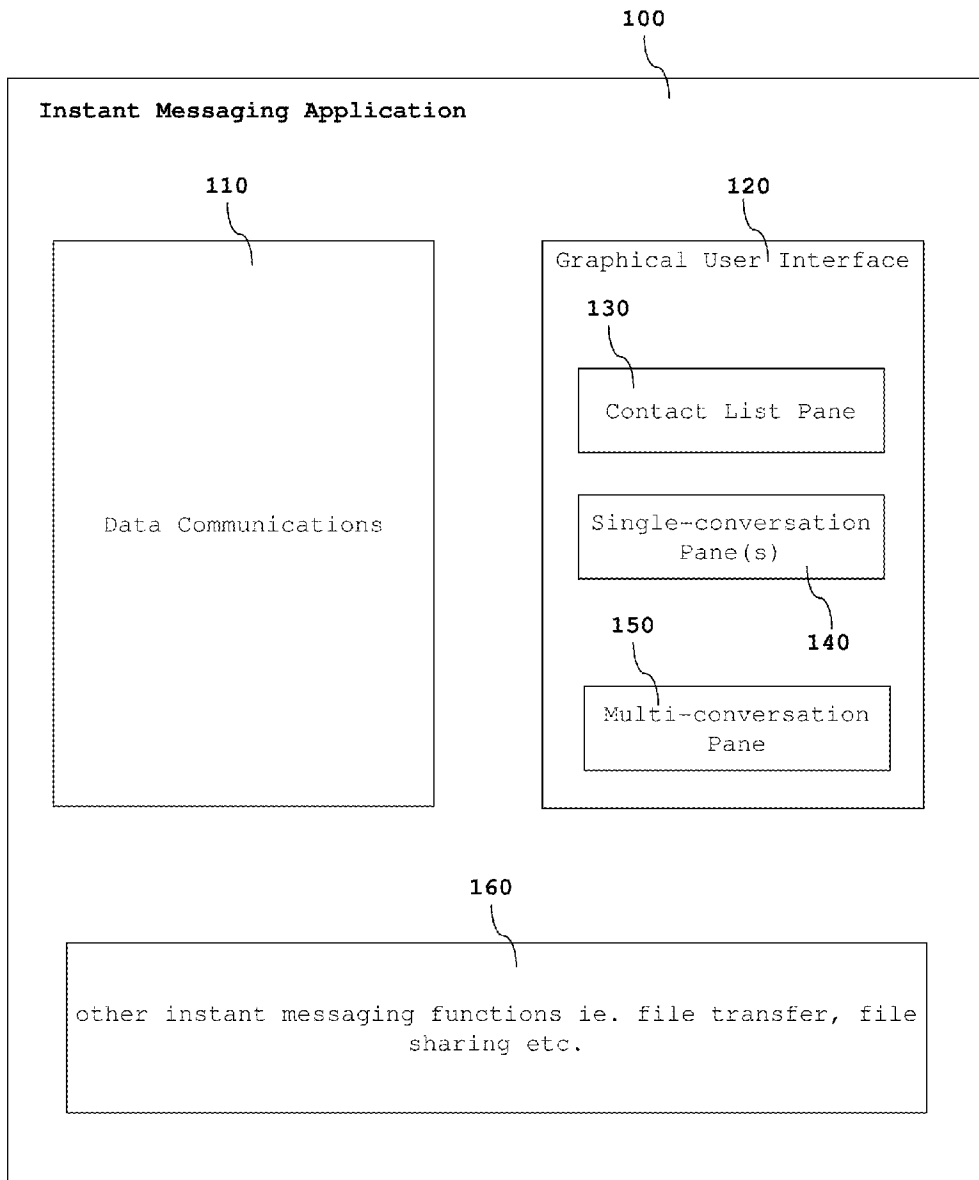 100
Instant Messaging Application
110
120
Graphical User Interface
130
Contact List Pane
Data Communications
Single-conversation
Pane(s)
140
150
Multi-conversation
Pane
160
other instant messaging functions ie. file transfer, file
sharing etc.